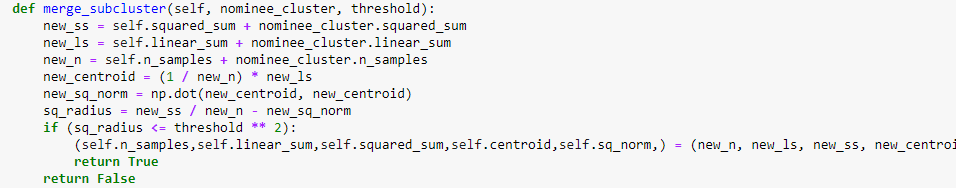 def merge_subcluster(self, nominee_cluster, threshold):
new_ss = self.squared_sum + nominee_cluster.squared_sum
new_ls = self.linear_sum + nominee_cluster.linear_sum
new_n = self.n_samples + nominee_cluster.n_samples
new_centroid = (1 / new_n) * new_ls
new_sq_norm = np.dot(new_centroid, new_centroid)
sq_radius = new_ss / new_n - new_sq_norm
if (sq_radius <= threshold ** 2):
(self.n_samples,self.linear_sum,self.squared_sum,self.centroid,self.sq_norm,) = (new_n, new_ls, new_ss, new_centroi
return True
return False